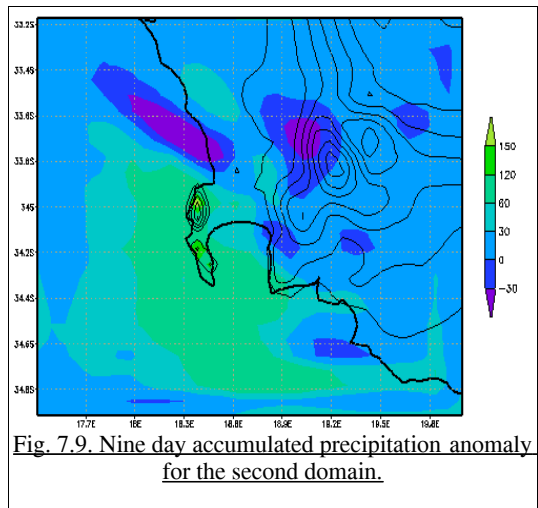 33.2S
33.4S
33.6S
33.8S
34S
34.2S
34.4S
34.6S
34.8S
17.7E 18E 18.3E 18.6E 18.9E 19.2E 19.5E 19.8E
150
120
60
30
0
-30
Fig. 7.9. Nine day accumulated precipitation anomaly
for the second domain.